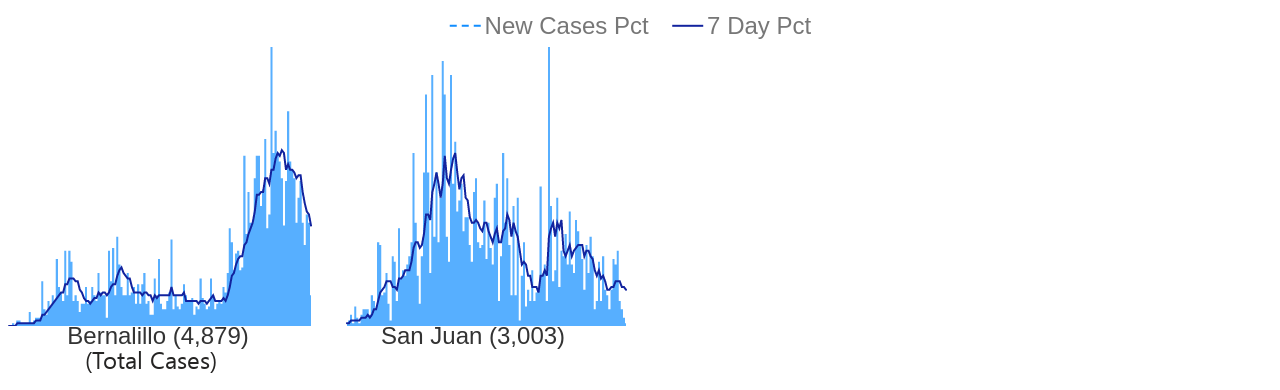 New Cases Pct 7 Day Pct
Bernalillo (4,879) San Juan (3,003)
(Total Cases)